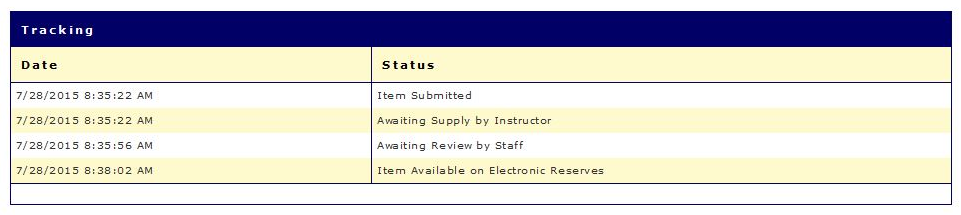 Tracking
Date Status
7/28/2015 8:35:22 AM Item Submitted
7/28/2015 8:35:22 AM Awaiting Supply by Instructor
7/28/2015 8:35:56 AM Awaiting Review by Staff
7/28/2015 8:38:02 AM Item Available on Electronic Reserves